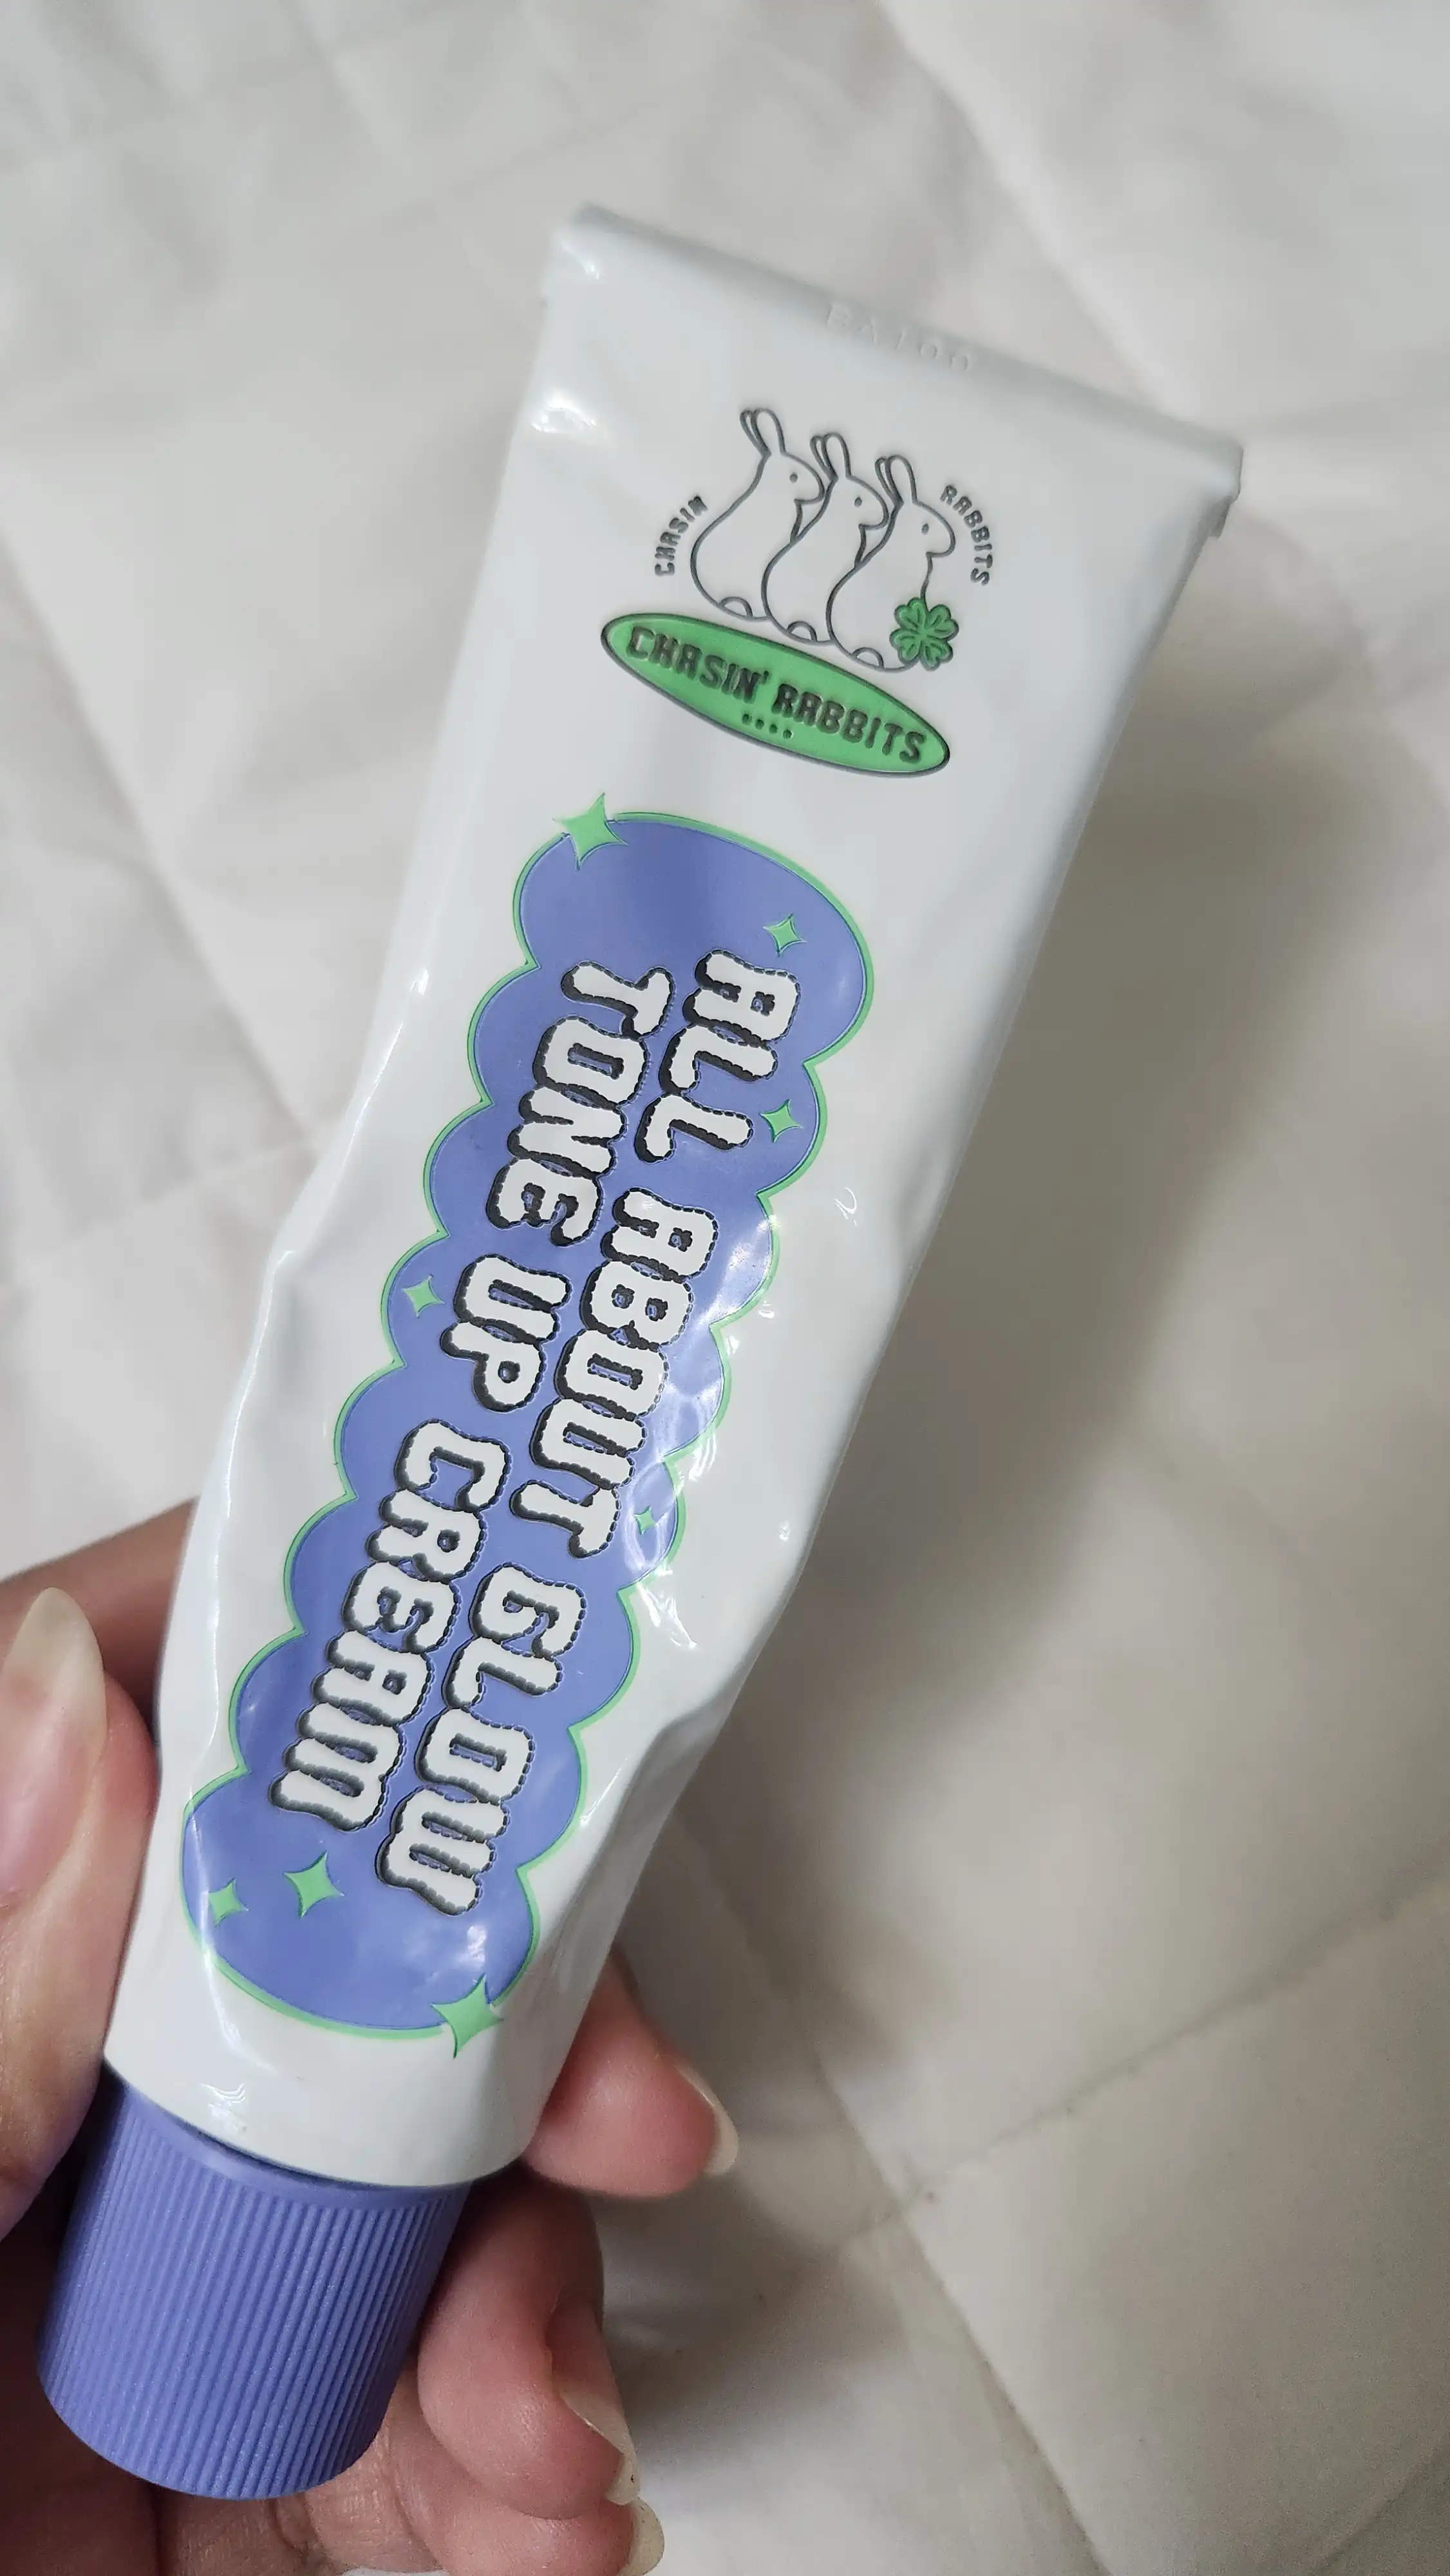 CHASIN RABBITS
CHASIN' RABBITS
ALL ABOUT GLOW
TONE UP CREAM